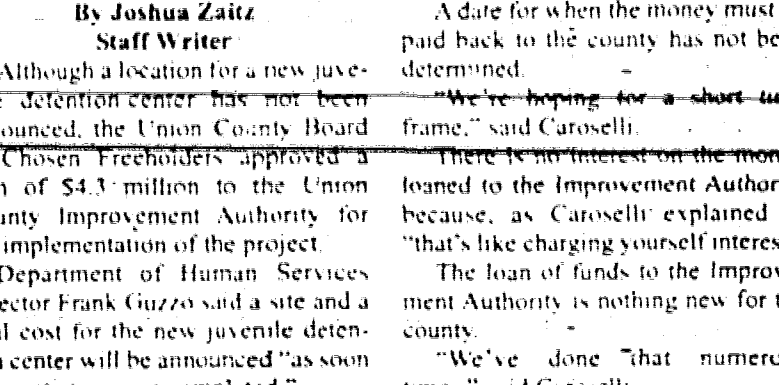 By Joshua Zaitz
Staff Writer
Although a location for a new juve-
detention center has not been
ounced, the Union County Board
Chosen Freeholders approved a
of $4.3 million to the Union
unty Improvement Authority for
implementation of the project.
Department of Human Services
ector Frank Guzzo said a site and a
cost for the new juvenile deten-
center will be announced "as soon
A date for when the money must
paid back to the county has not be
determined.
"We're hoping for a short
frame," said Caroselli.
There is no interest on the mon
loaned to the Improvement Author
because, as Caroselli explained
"that's like charging yourself interes
The loan of funds to the Improv
ment Authority is nothing new for
county.
"We've done that numero